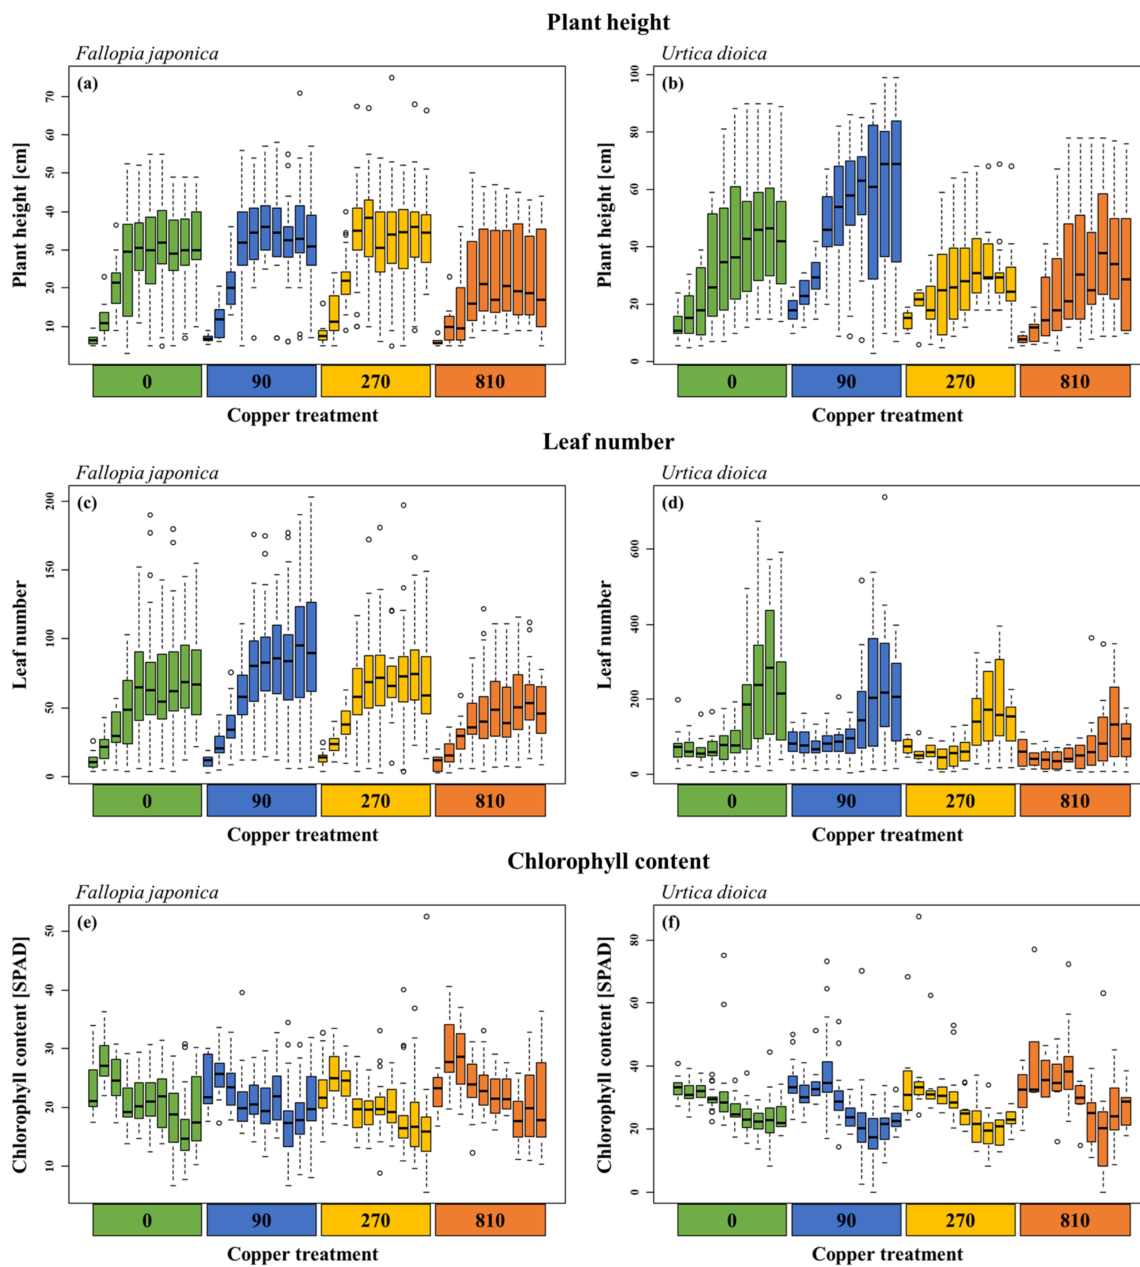 Plant height
Fallopia japonica
Urtica dioica
(a)
(b)
Plant height [cm]
70
60
50
40
30
20
10
Plant height [cm]
100
80
60
40
20
0
0 90 270 810
0 90 270 810
Copper treatment
Copper treatment
Leaf number
Fallopia japonica
Urtica dioica
(c)
(d)
Leaf number
200
150
100
50
0
Leaf number
600
400
200
0
0 90 270 810
0 90 270 810
Copper treatment
Copper treatment
Chlorophyll content
Fallopia japonica
Urtica dioica
(e)
(f)
Chlorophyll content [SPAD]
50
40
30
20
10
Chlorophyll content [SPAD]
80
60
40
20
0
0 90 270 810
0 90 270 810
Copper treatment
Copper treatment